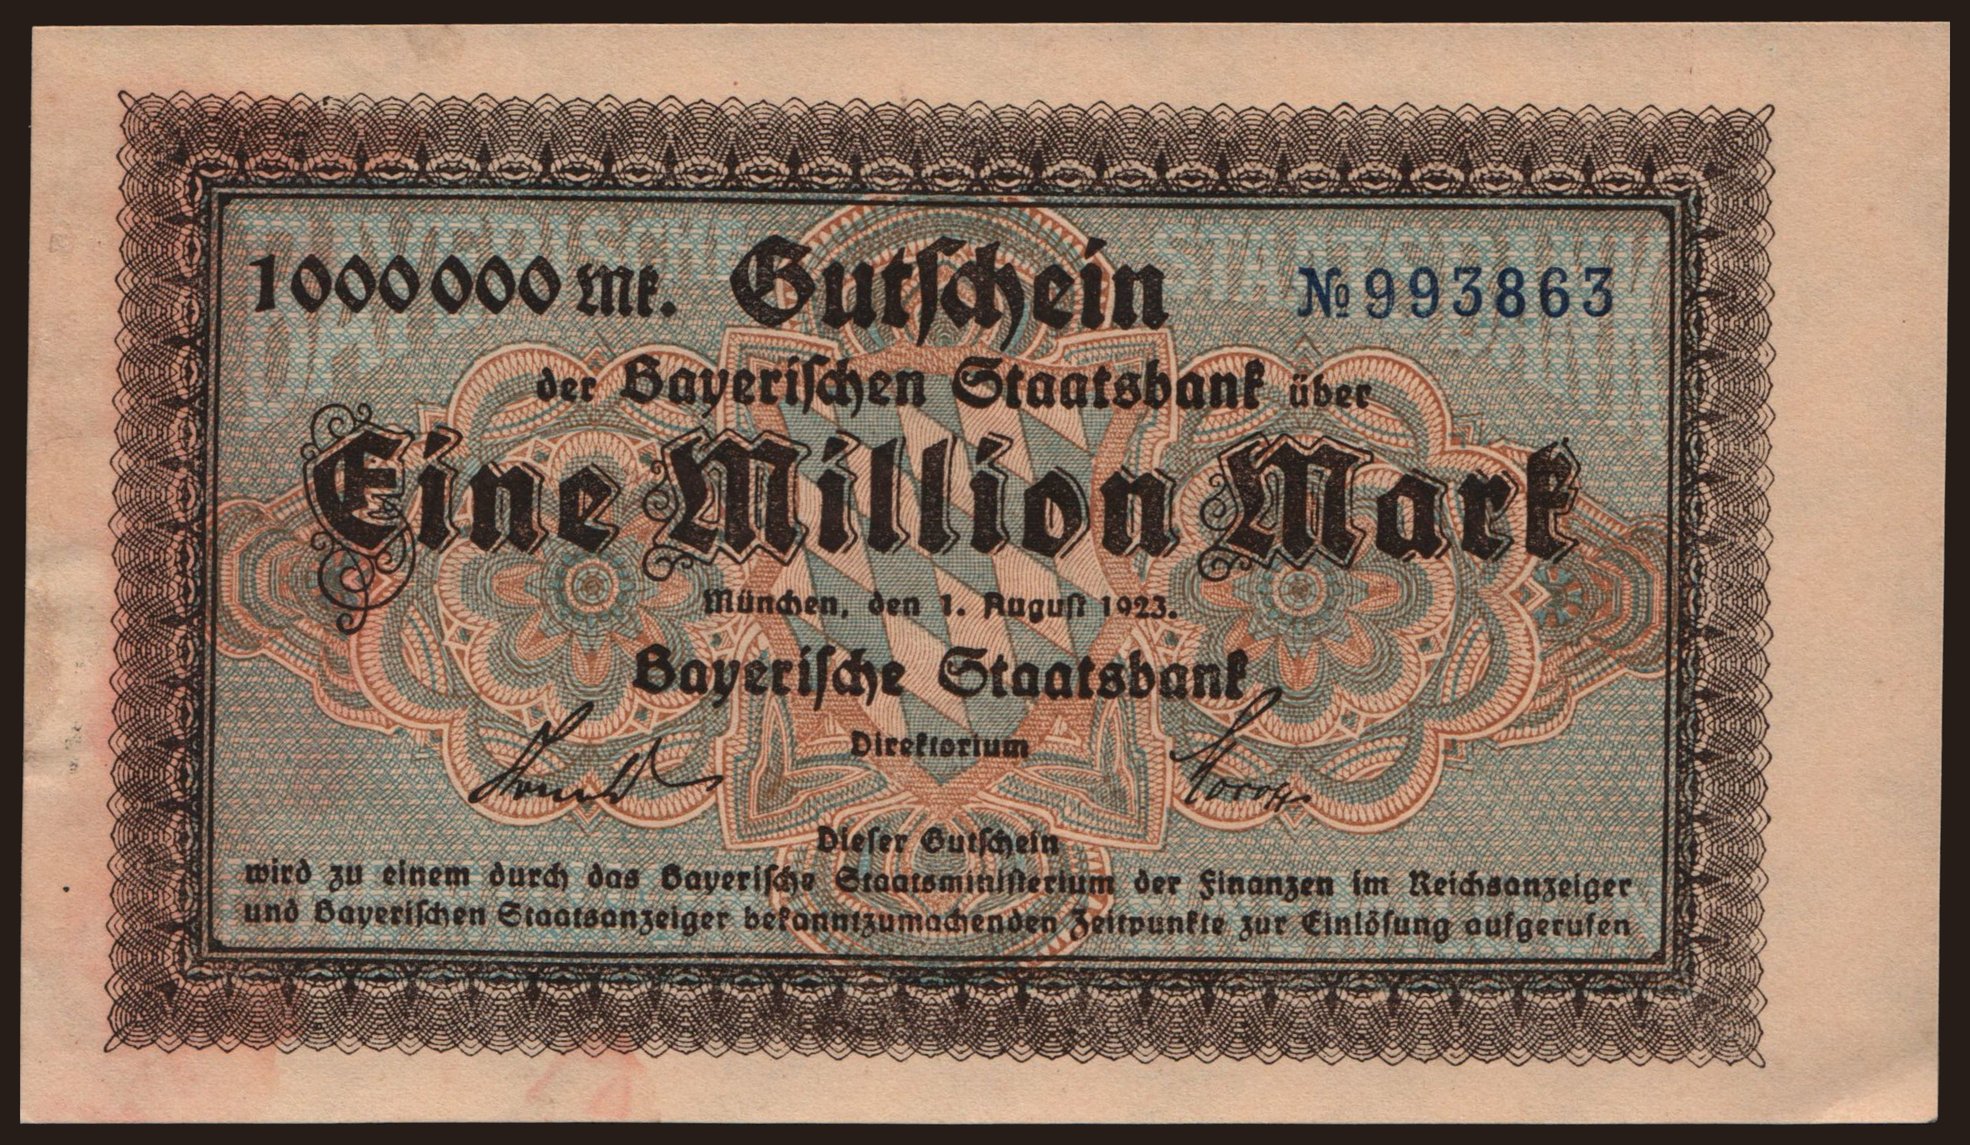 1000000 Mk. Gutschein № 993863
der Bayerischen Staatsbank über
Eine Million Mark
München, den 1. August 1923.
Bayerische Staatsbank
Direktorium
Dieser Gutschein
wird zu einem durch das Bayerische Staatsministerium der Finanzen im Reichsanzeiger
und Bayerischen Staatsanzeiger bekanntzumachenden Zeitpunkte zur Einlösung aufgerufen